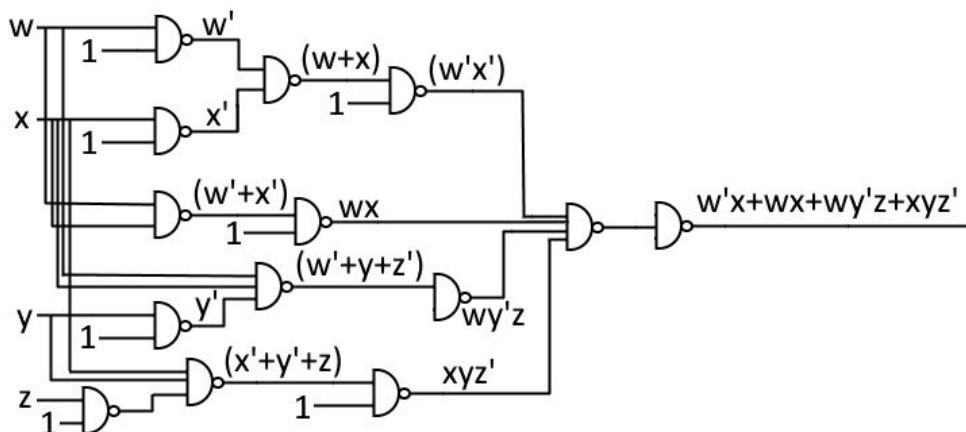 w
w'
1
(w+x)
(w'x')
1
x
x'
1
(w'+x')
wx
1
w'x+wx+wy'z+xyz'
(w'+y+z')
y
y'
1
wy'z
(x'+y'+z)
xyz'
z
1
1